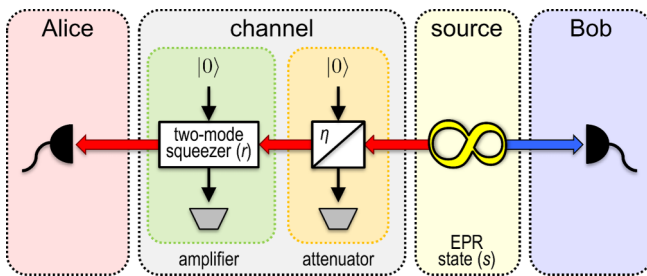 Alice
channel
source
Bob
|0⟩
|0⟩
two-mode
squeezer (r)
η
amplifier
attenuator
EPR
state (s)